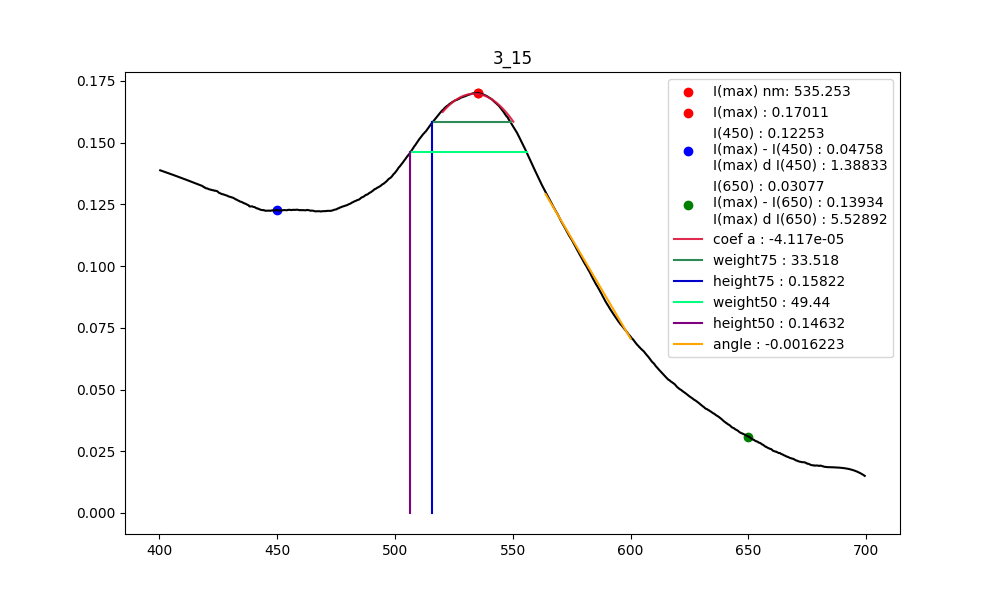 3_15
0.175
0.150
0.125
0.100
0.075
0.050
0.025
0.000
400
450
500
550
600
650
700
I(max) nm: 535.253
I(max) : 0.17011
I(450) : 0.12253
I(max) - I(450) : 0.04758
I(max) d I(450) : 1.38833
I(650) : 0.03077
I(max) - I(650) : 0.13934
I(max) d I(650) : 5.52892
coef a : -4.117e-05
weight75 : 33.518
height75 : 0.15822
weight50 : 49.44
height50 : 0.14632
angle : -0.0016223